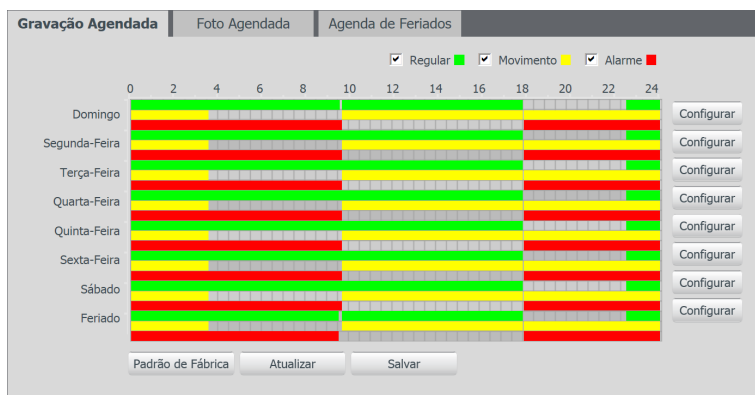 Gravação Agendada Foto Agendada Agenda de Feriados
Regular Movimento Alarme
0 2 4 6 8 10 12 14 16 18 20 22 24
Domingo Configurar
Segunda-Feira Configurar
Terça-Feira Configurar
Quarta-Feira Configurar
Quinta-Feira Configurar
Sexta-Feira Configurar
Sábado Configurar
Feriado Configurar
Padrão de Fábrica Atualizar Salvar